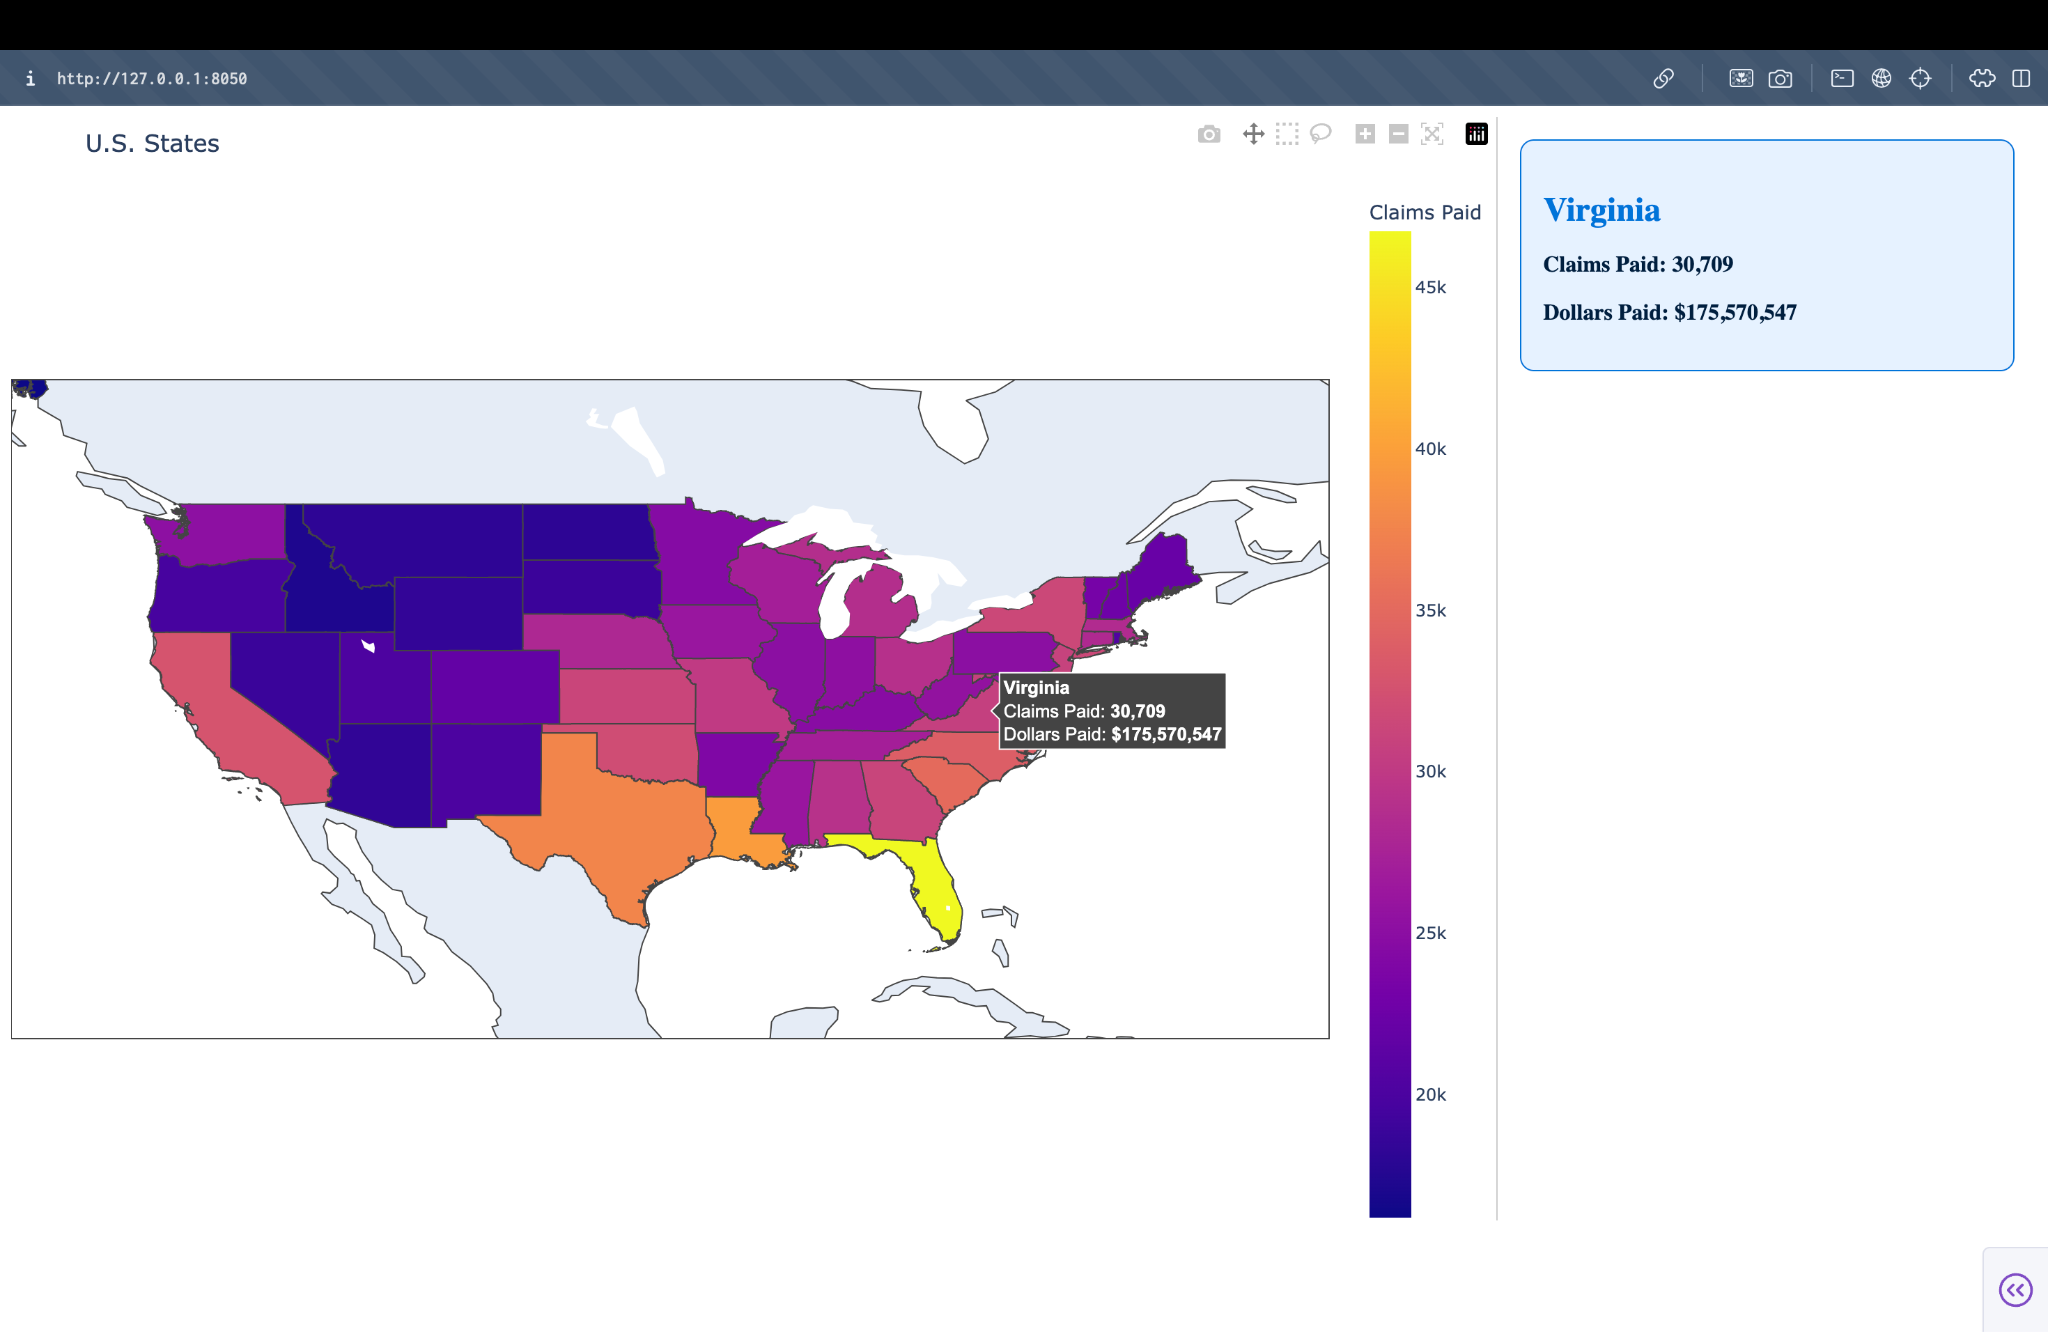 http://127.0.0.1:8050
U.S. States
Claims Paid
45k
40k
35k
30k
25k
20k
Virginia
Claims Paid: 30,709
Dollars Paid: $175,570,547
Virginia
Claims Paid: 30,709
Dollars Paid: $175,570,547